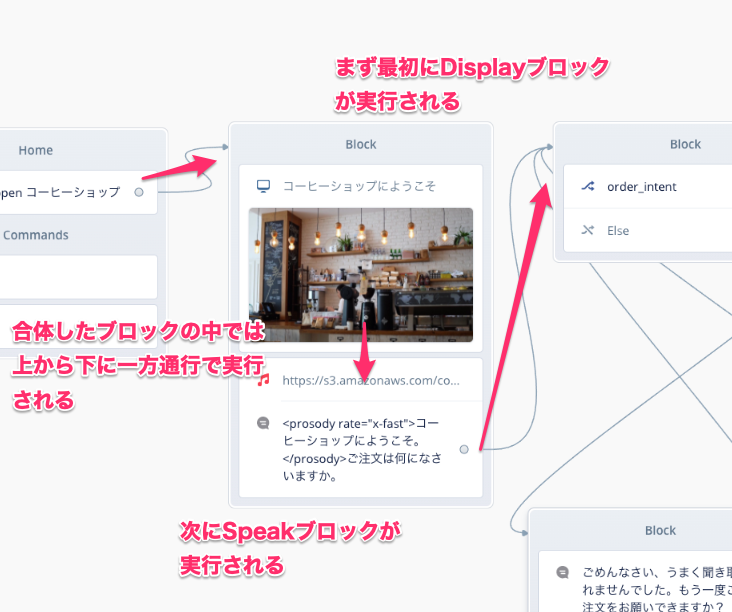 まず最初にDisplayブロック
が実行される
Home
open コーヒーショップ
Commands
Block
コーヒーショップにようこそ
https://s3.amazonaws.com/co...
<prosody rate="x-fast">コー
ヒーショップにようこそ。
</prosody>ご注文は何になさ
いますか。
Block
order_intent
Else
合体したブロックの中では
上から下に一方通行で実行
される
次にSpeakブロックが
実行される
Block
ごめんなさい、うまく聞き取
れませんでした。もう一度ご
注文をお願いできますか？